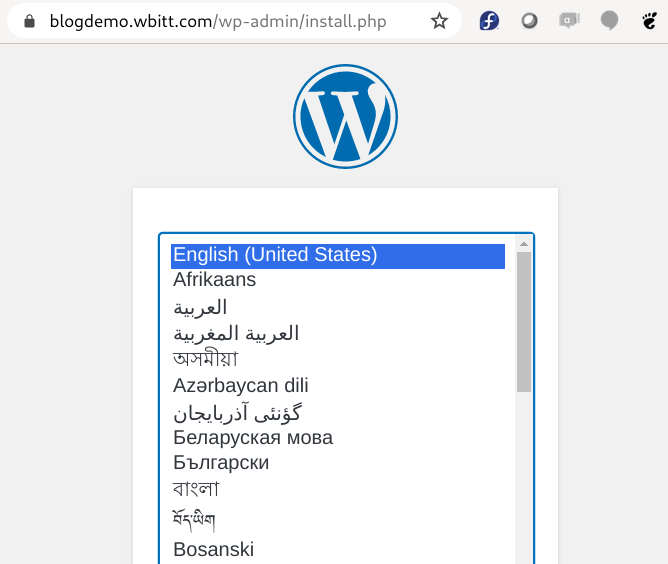 blogdemo.wbitt.com/wp-admin/install.php
W
English (United States)
Afrikaans
العربية
العربية المغربية
অসমীয়া
Azərbaycan dili
گؤنئی آذربایجان
Беларуская мова
Български
বাংলা
བོད་ཡིག
Bosanski